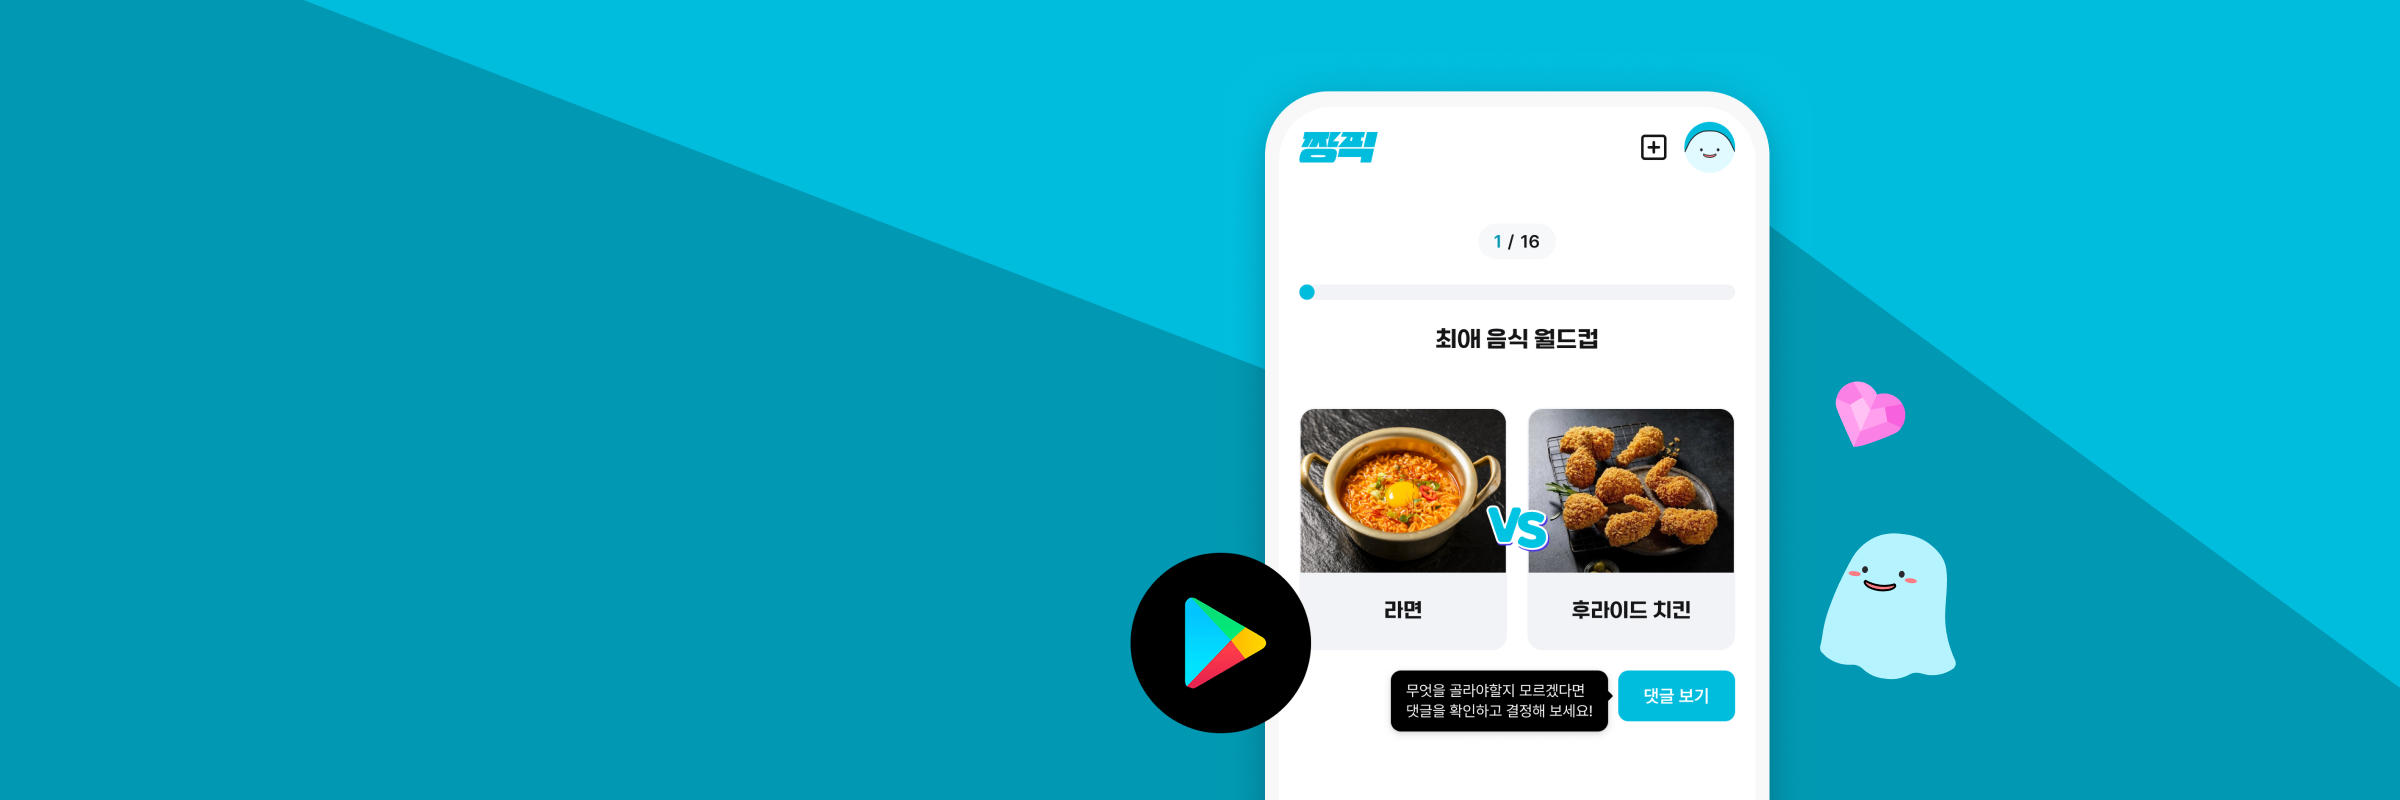 짱픽
1 / 16
최애 음식 월드컵
VS
라면
후라이드 치킨
무엇을 골라야할지 모르겠다면
댓글을 확인하고 결정해 보세요!
댓글 보기